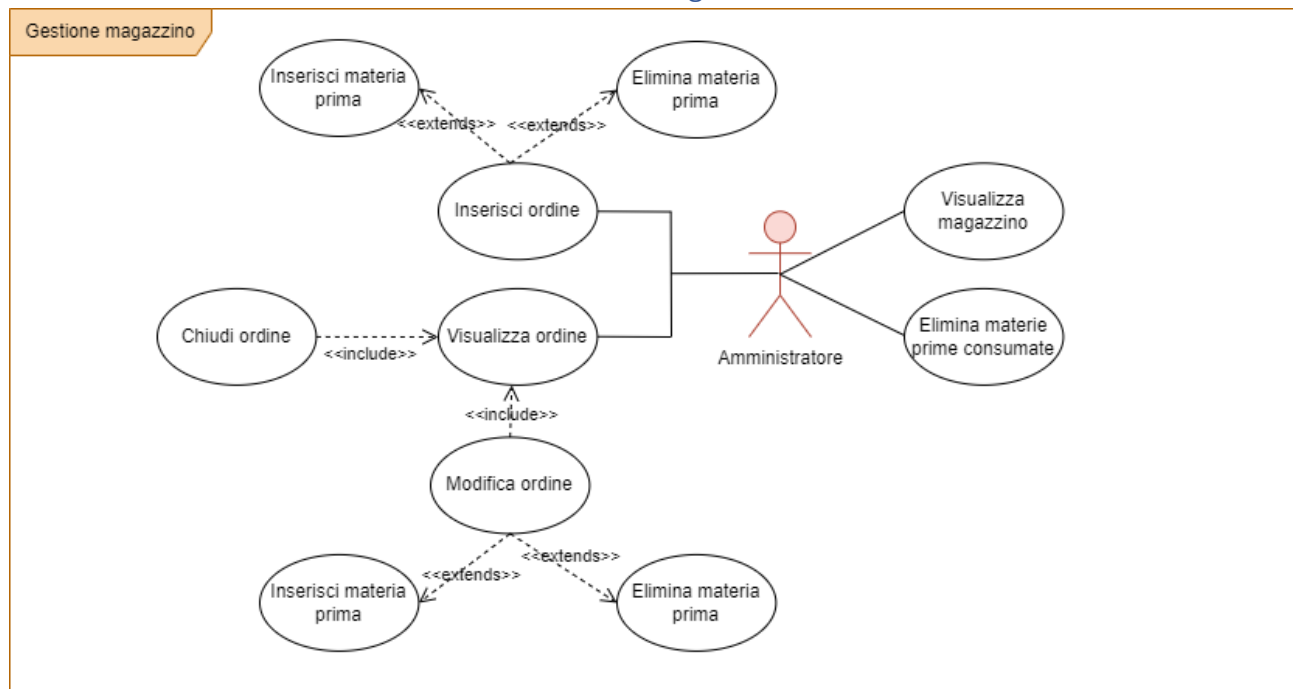 Gestione magazzino
Inserisci materia
prima
Elimina materia
prima
<<extends>>
<<extends>>
Inserisci ordine
Visualizza
magazzino
Chiudi ordine
<<include>>
Visualizza ordine
Amministratore
Elimina materie
prime consumate
<<include>>
Modifica ordine
<<extends>>
<<extends>>
Inserisci materia
prima
Elimina materia
prima